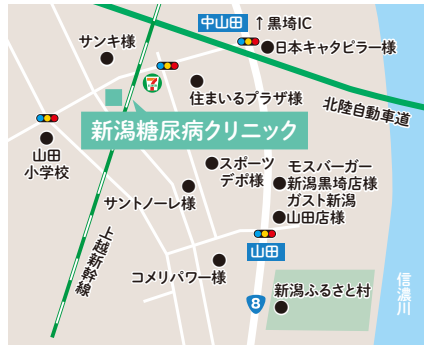 中山田
↑黒埼IC
サンキ様
日本キャタピラー様
7
住まいるプラザ様
北陸自動車道
新潟糖尿病クリニック
山田
小学校
スポーツ
デポ様
モスバーガー
新潟黒埼店様
ガスト新潟
山田店様
サントノーレ様
上越新幹線
山田
コメリパワー様
信濃川
8
新潟ふるさと村